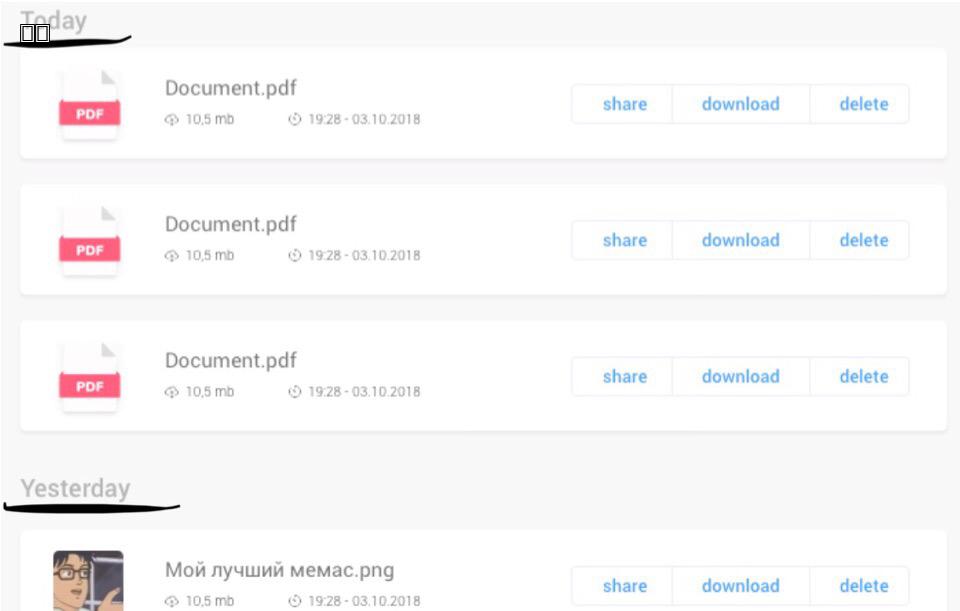 Today
Document.pdf
PDF
share download delete
10,5 mb 19:28 - 03.10.2018
Document.pdf
PDF
share download delete
10,5 mb 19:28 - 03.10.2018
Document.pdf
PDF
share download delete
10,5 mb 19:28 - 03.10.2018
Yesterday
Мой лучший мемас.png
share download delete
10,5 mb 19:28 - 03.10.2018